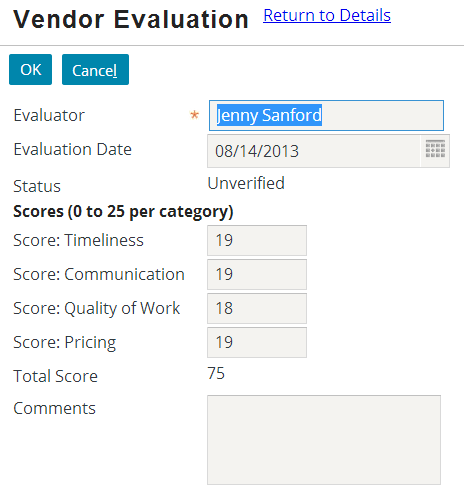 Vendor Evaluation Return to Details
OK Cancel
Evaluator * Jenny Sanford
Evaluation Date 08/14/2013
Status Unverified
Scores (0 to 25 per category)
Score: Timeliness 19
Score: Communication 19
Score: Quality of Work 18
Score: Pricing 19
Total Score 75
Comments